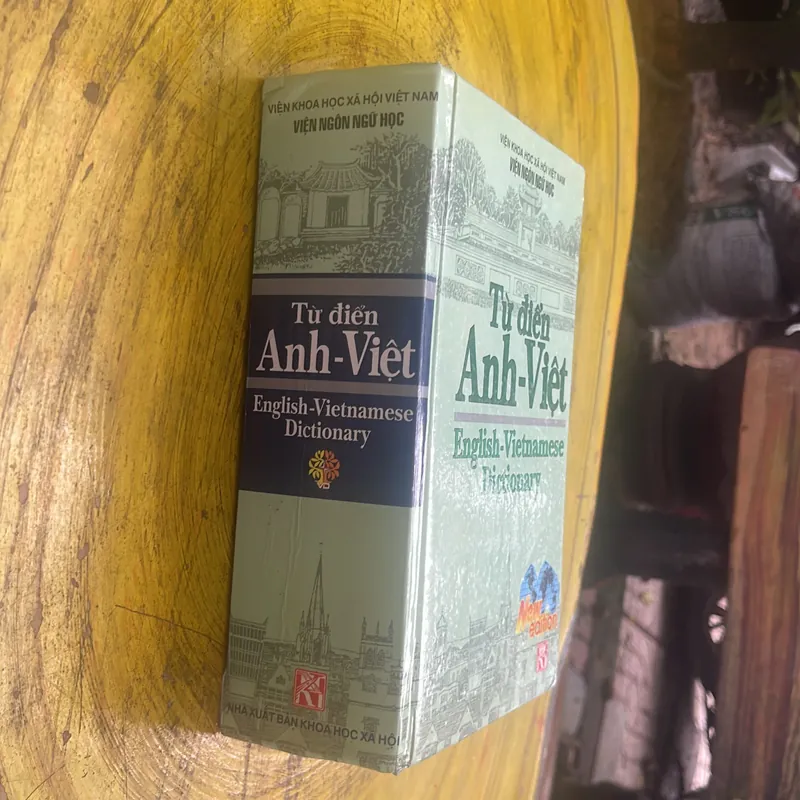 VIỆN KHOA HỌC XÃ HỘI VIỆT NAM
VIỆN NGÔN NGỮ HỌC
Từ điển
Anh-Việt
English-Vietnamese
Dictionary
NHÀ XUẤT BẢN KHOA HỌC XÃ HỘI
VIỆN KHOA HỌC XÃ HỘI VIỆT NAM
VIỆN NGÔN NGỮ HỌC
Từ điển
Anh-Việt
English-Vietnamese
Dictionary
New
edition